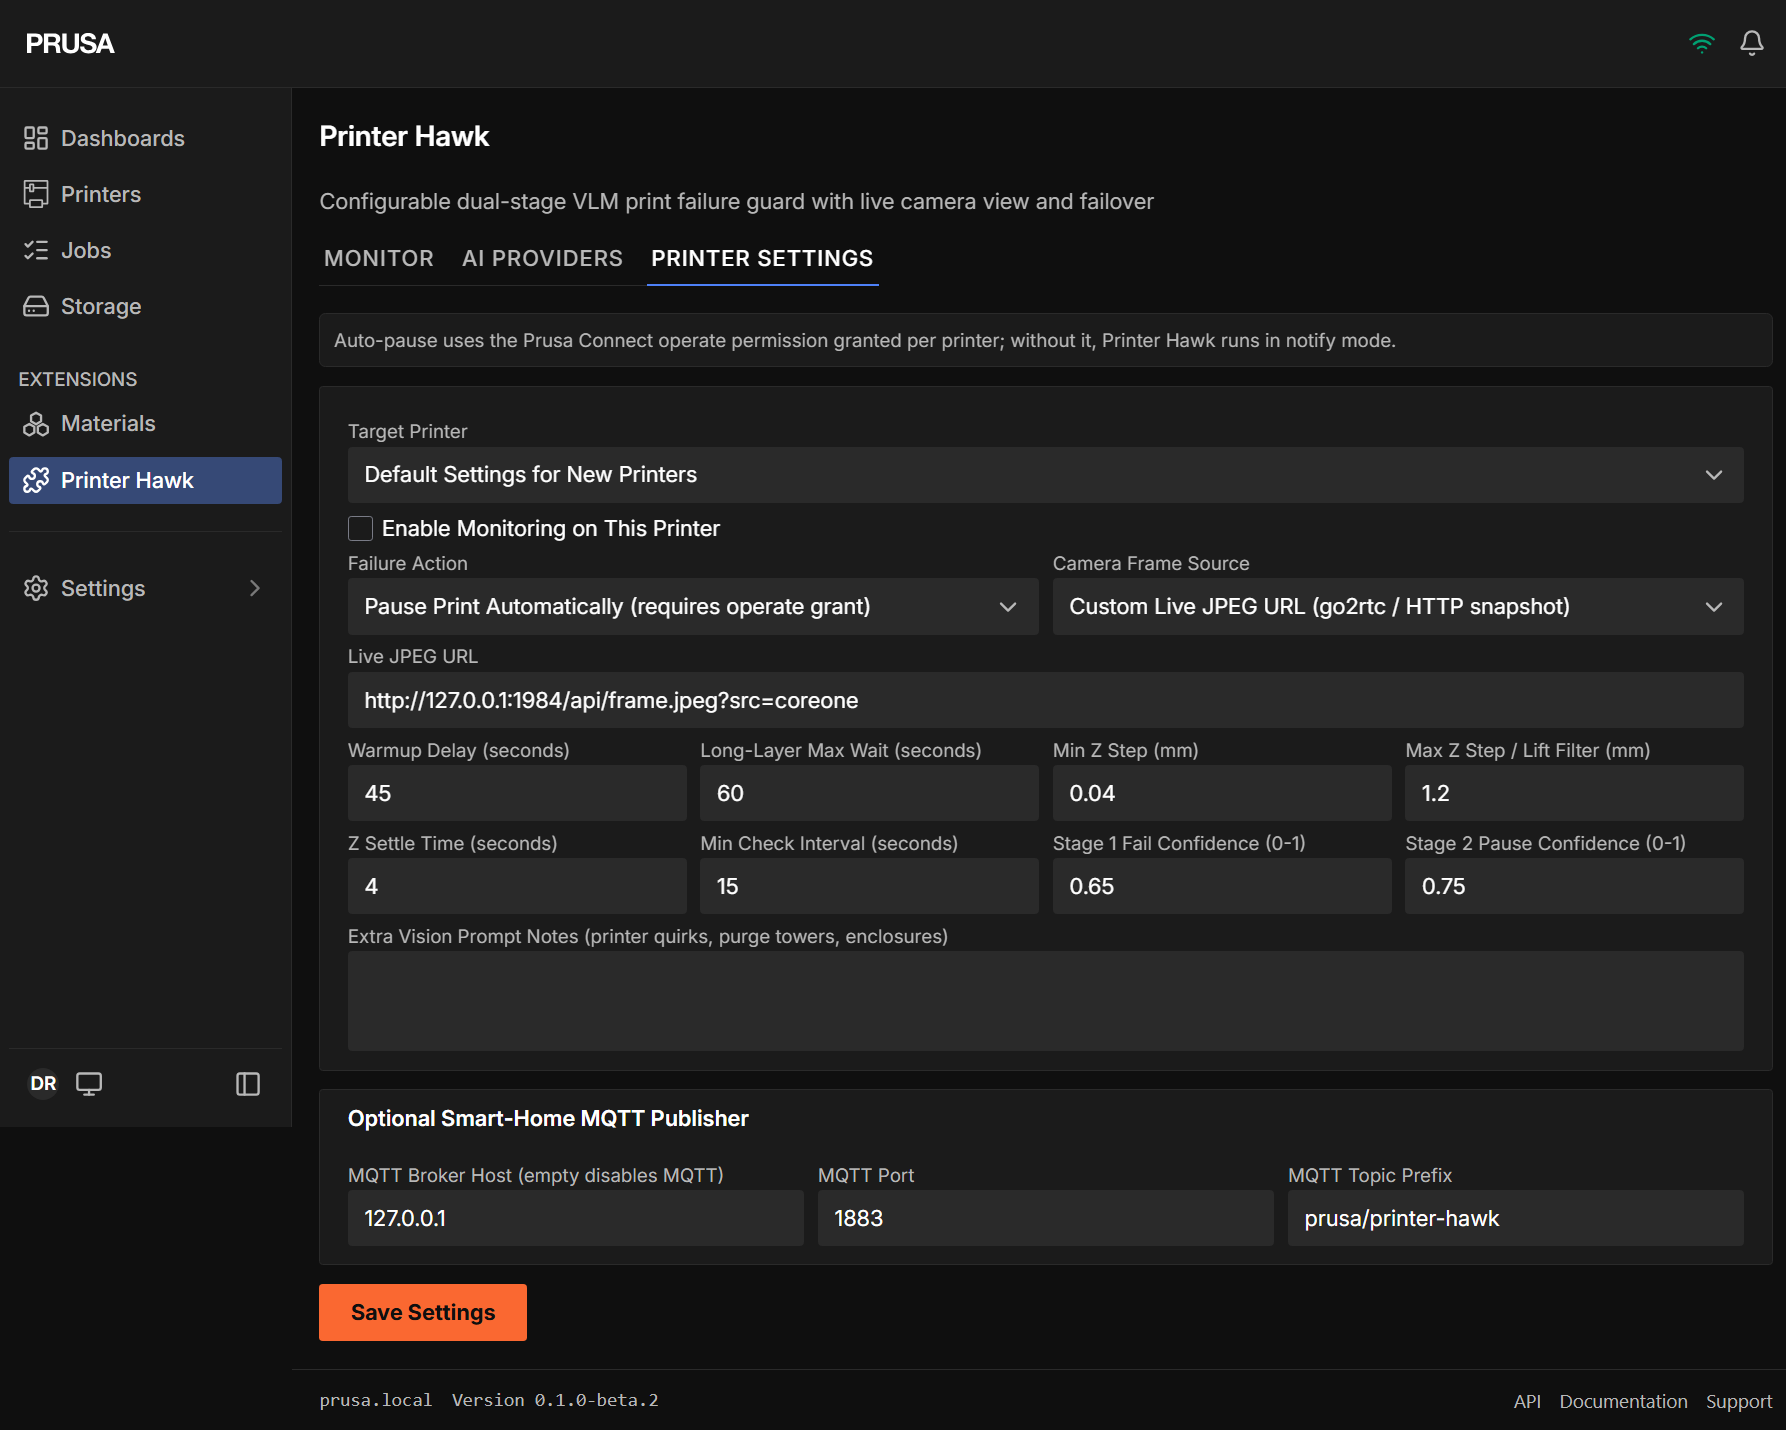 PRUSA
Dashboards
Printers
Jobs
Storage
EXTENSIONS
Materials
Printer Hawk
Settings
DR
Printer Hawk
Configurable dual-stage VLM print failure guard with live camera view and failover
MONITOR AI PROVIDERS PRINTER SETTINGS
Auto-pause uses the Prusa Connect operate permission granted per printer; without it, Printer Hawk runs in notify mode.
Target Printer
Default Settings for New Printers
Enable Monitoring on This Printer
Failure Action Camera Frame Source
Pause Print Automatically (requires operate grant) Custom Live JPEG URL (go2rtc / HTTP snapshot)
Live JPEG URL
http://127.0.0.1:1984/api/frame.jpeg?src=coreone
Warmup Delay (seconds) Long-Layer Max Wait (seconds) Min Z Step (mm) Max Z Step / Lift Filter (mm)
45 60 0.04 1.2
Z Settle Time (seconds) Min Check Interval (seconds) Stage 1 Fail Confidence (0-1) Stage 2 Pause Confidence (0-1)
4 15 0.65 0.75
Extra Vision Prompt Notes (printer quirks, purge towers, enclosures)
Optional Smart-Home MQTT Publisher
MQTT Broker Host (empty disables MQTT) MQTT Port MQTT Topic Prefix
127.0.0.1 1883 prusa/printer-hawk
Save Settings
prusa.local Version 0.1.0-beta.2 API Documentation Support